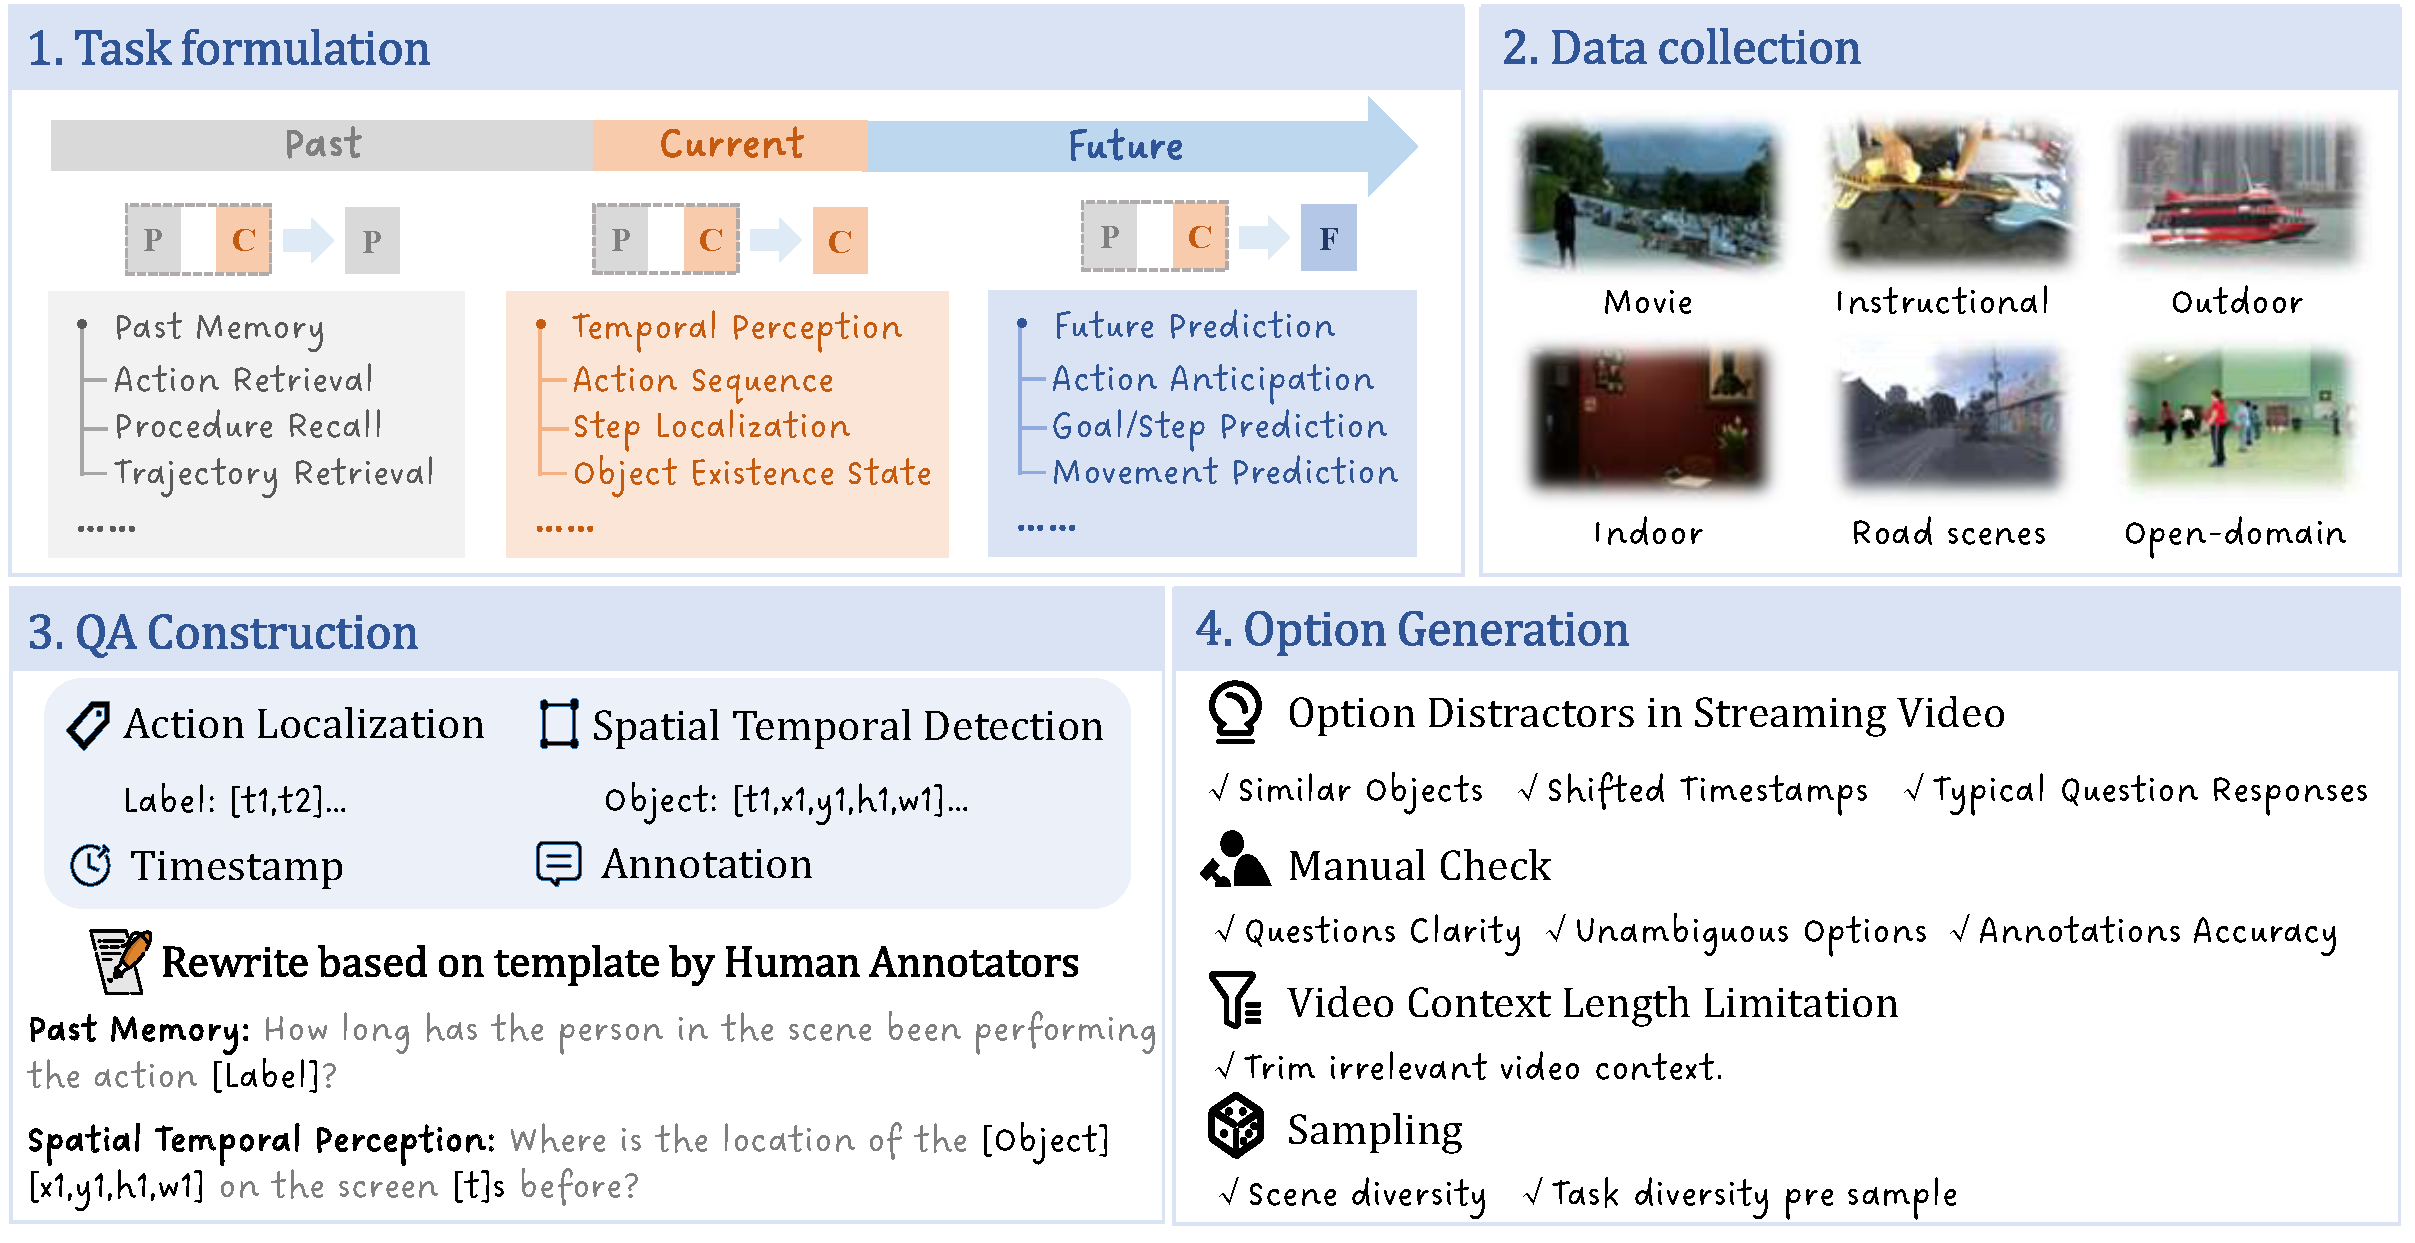 1. Task formulation
Past
Current
Future
P C P
P C C
P C F
Past Memory
Action Retrieval
Procedure Recall
Trajectory Retrieval
......
Temporal Perception
Action Sequence
Step Localization
Object Existence State
......
Future Prediction
Action Anticipation
Goal/Step Prediction
Movement Prediction
......
2. Data collection
Movie
Instructional
Outdoor
Indoor
Road scenes
Open-domain
3. QA Construction
Action Localization
Label: [t1,t2]...
Spatial Temporal Detection
Object: [t1,x1,y1,h1,w1]...
Timestamp
Annotation
Rewrite based on template by Human Annotators
Past Memory: How long has the person in the scene been performing
the action [Label]?
Spatial Temporal Perception: Where is the location of the [Object]
[x1,y1,h1,w1] on the screen [t]s before?
4. Option Generation
Option Distractors in Streaming Video
√ Similar Objects √ Shifted Timestamps √ Typical Question Responses
Manual Check
√ Questions Clarity √ Unambiguous Options √ Annotations Accuracy
Video Context Length Limitation
√ Trim irrelevant video context.
Sampling
√ Scene diversity √ Task diversity pre sample